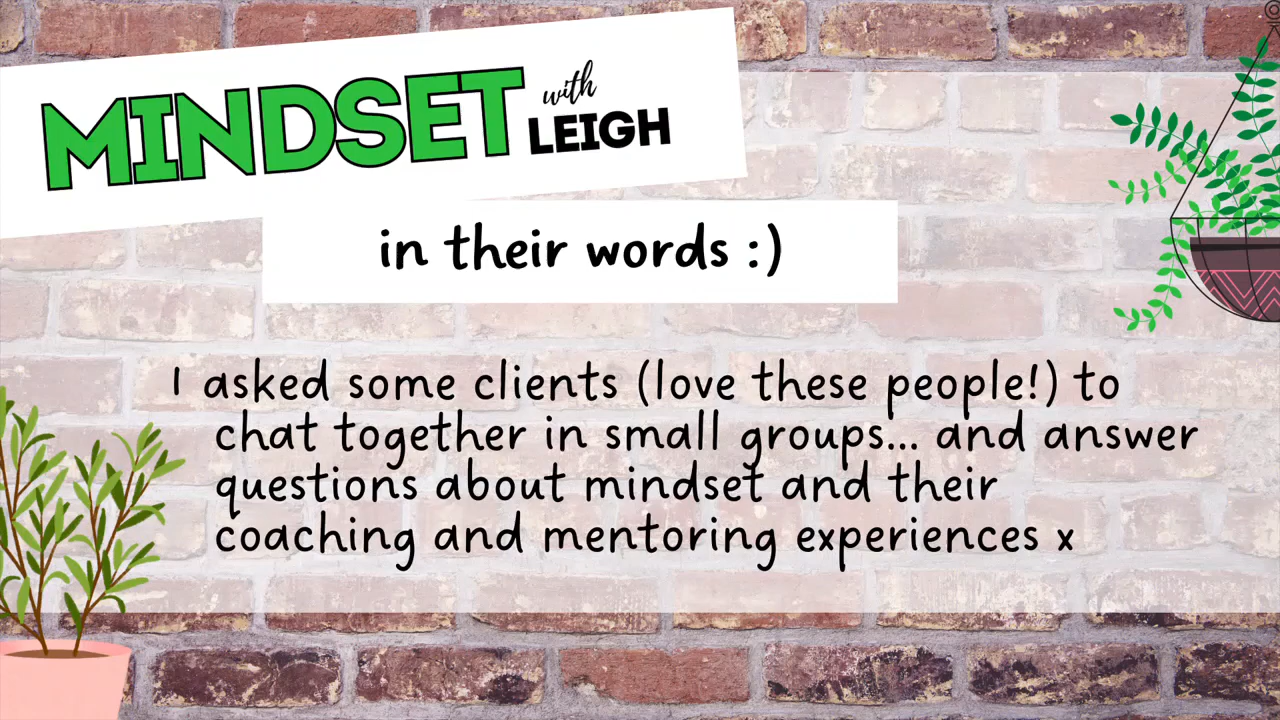 MINDSET with LEIGH
in their words :)
I asked some clients (love these people!) to
chat together in small groups... and answer
questions about mindset and their
coaching and mentoring experiences x